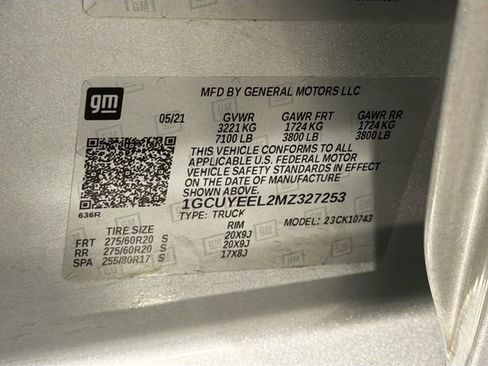 gm
MFD BY GENERAL MOTORS LLC
05/21 GVWR GAWR FRT GAWR RR
3221 KG 1724 KG 1724 KG
7100 LB 3800 LB 3800 LB
THIS VEHICLE CONFORMS TO ALL
APPLICABLE U.S. FEDERAL MOTOR
VEHICLE SAFETY STANDARDS IN EFFECT
ON THE DATE OF MANUFACTURE
SHOWN ABOVE.
1GCUYEEL2MZ327253
TYPE: TRUCK MODEL: 23CK10743
636R
TIRE SIZE RIM
FRT 275/60R20 S 20X9J
RR 275/60R20 S 20X9J
SPA 255/80R17 S 17X8J